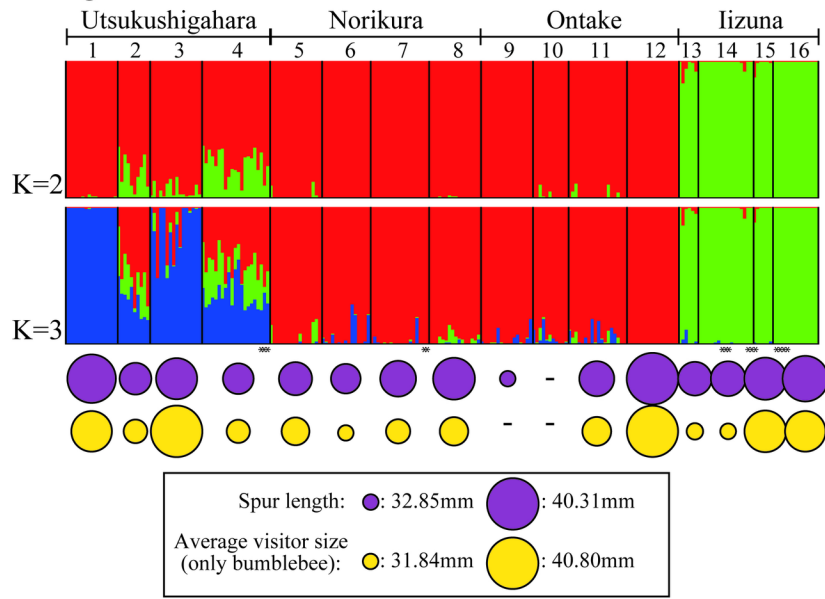 Utsukushigahara Norikura Ontake Iizuna
1 2 3 4 5 6 7 8 9 10 11 12 13 14 15 16
K=2
K=3
- - -
Spur length: : 32.85mm : 40.31mm
Average visitor size
(only bumblebee): : 31.84mm : 40.80mm